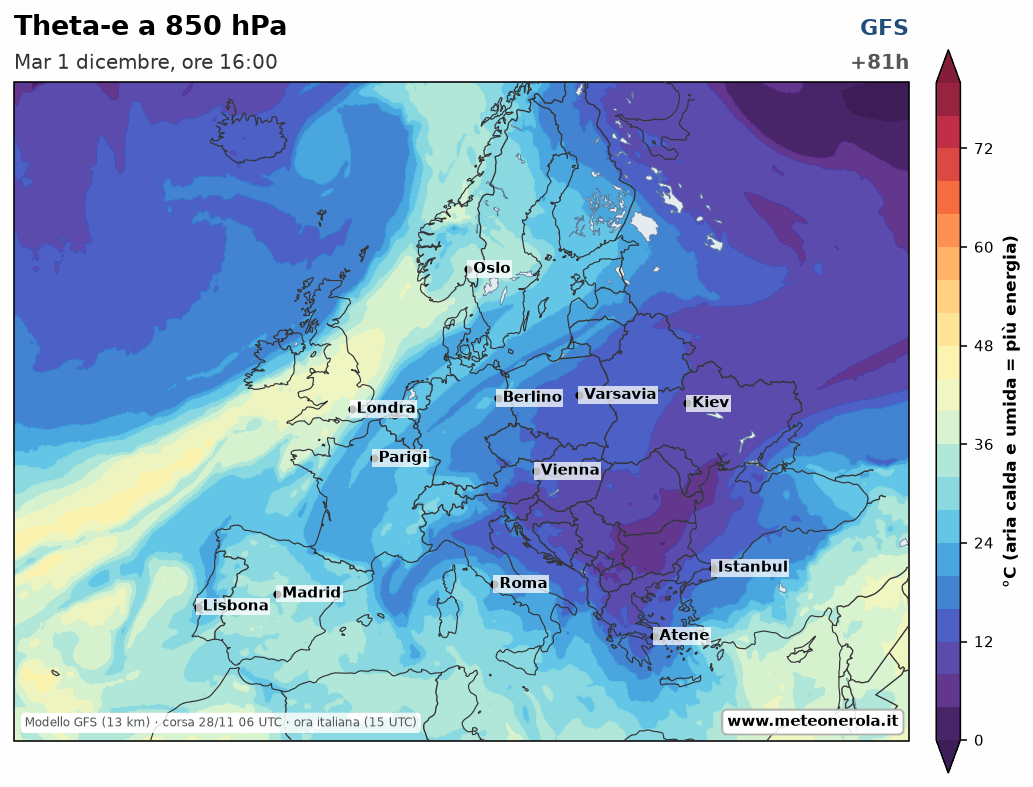 Theta-e a 850 hPa
GFS
Mar 1 dicembre, ore 16:00
+81h
72
60
48
36
24
12
0
°C (aria calda e umida = più energia)
Oslo
Londra
Berlino
Varsavia
Kiev
Parigi
Vienna
Istanbul
Roma
Madrid
Lisbona
Atene
Modello GFS (13 km) · corsa 28/11 06 UTC · ora italiana (15 UTC)
www.meteonerola.it